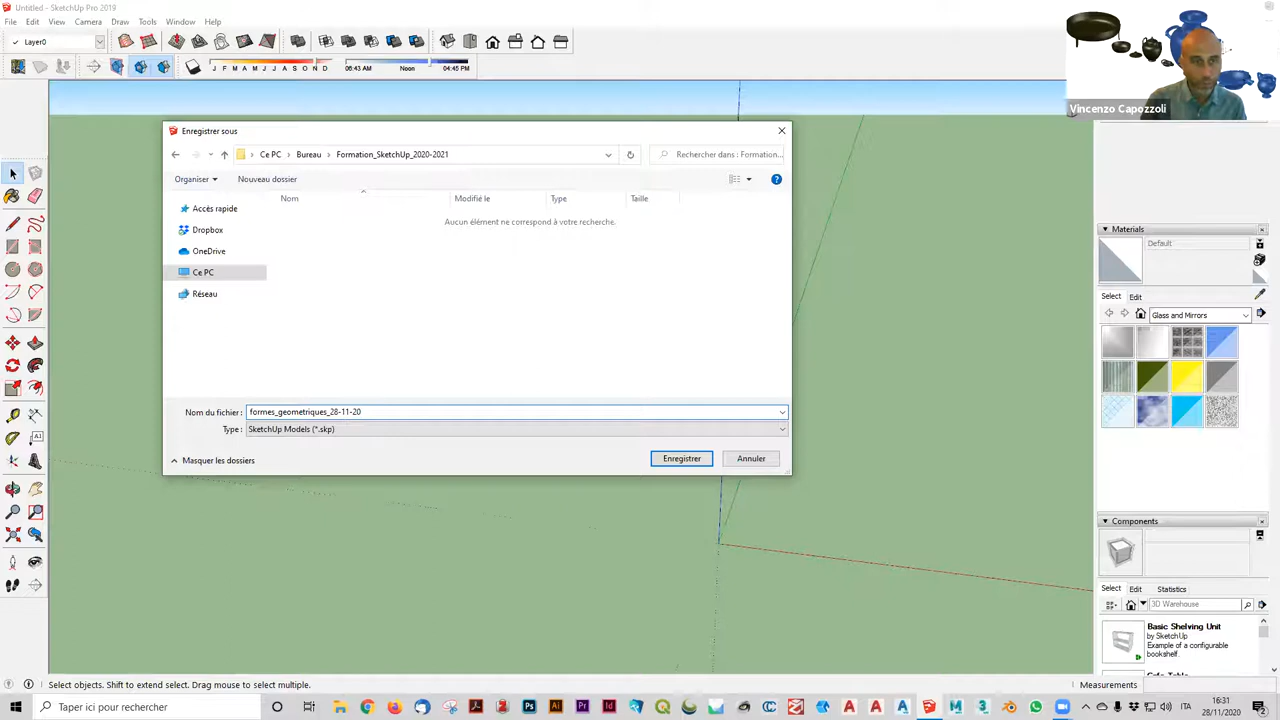 Untitled - SketchUp Pro 2019
File Edit View Camera Draw Tools Window Help
Layer0
J F M A M J J A S O N D 06:43 AM Noon 04:45 PM
Vincenzo Capozzoli
Enregistrer sous
Ce PC Bureau Formation_SketchUp_2020-2021
Rechercher dans : Formation...
Organiser Nouveau dossier
Nom Modifié le Type Taille
Aucun élément ne correspond à votre recherche.
Accès rapide
Dropbox
OneDrive
Ce PC
Réseau
Nom du fichier : formes_geometriques_28-11-20
Type : SketchUp Models (*.skp)
Masquer les dossiers
Enregistrer Annuler
Materials
Default
Select Edit
Glass and Mirrors
Components
Select Edit Statistics
3D Warehouse
Basic Shelving Unit
by SketchUp
Example of a configurable
bookshelf.
Select objects. Shift to extend select. Drag mouse to select multiple.
Measurements
Taper ici pour rechercher
ITA
16:31
28/11/2020